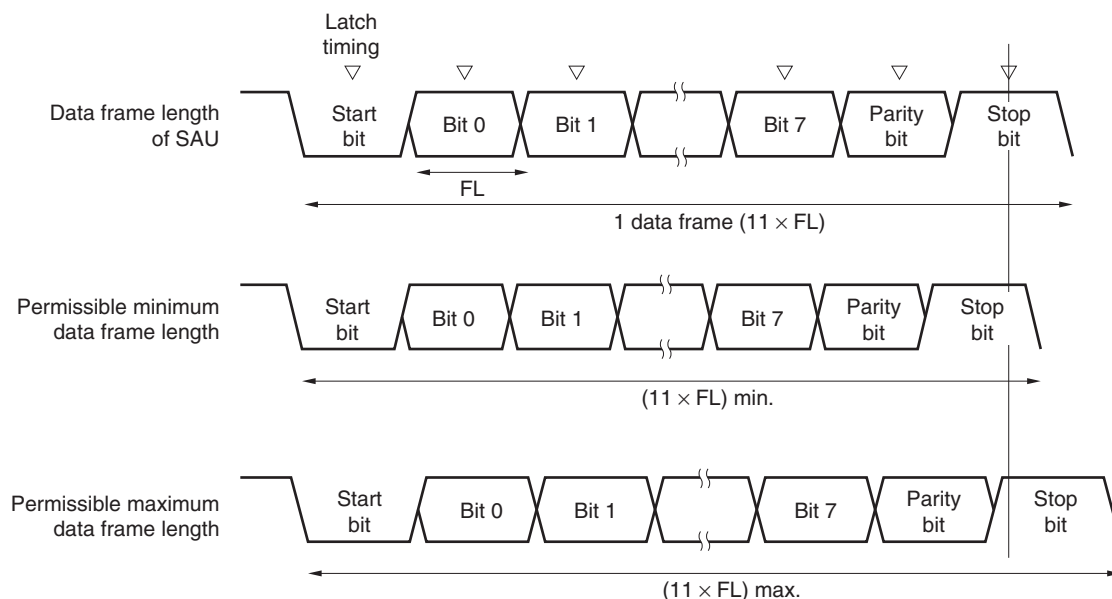 Latch
timing
Data frame length
of SAU
Start
bit
Bit 0
Bit 1
Bit 7
Parity
bit
Stop
bit
FL
1 data frame (11 × FL)
Permissible minimum
data frame length
Start
bit
Bit 0
Bit 1
Bit 7
Parity
bit
Stop
bit
(11 × FL) min.
Permissible maximum
data frame length
Start
bit
Bit 0
Bit 1
Bit 7
Parity
bit
Stop
bit
(11 × FL) max.